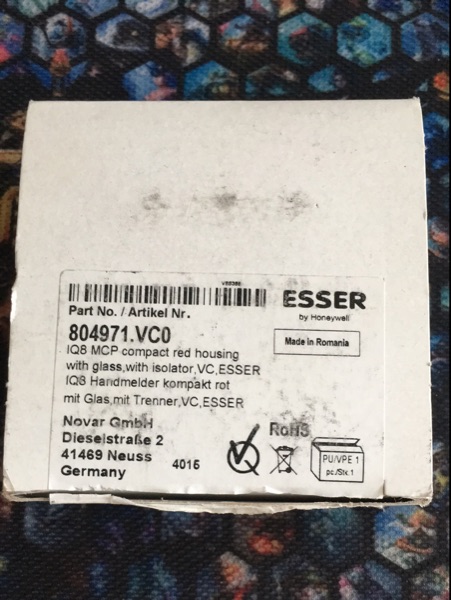 ESSER
by Honeywell
Part No. / Artikel Nr.
804971.VC0
Made in Romania
IQ8 MCP compact red housing
with glass,with isolator,VC,ESSER
IQ8 Handmelder kompakt rot
mit Glas,mit Trenner,VC,ESSER
Novar GmbH
Dieselstraße 2
41469 Neuss
Germany
4015
RoHS
PU/VPE 1
pc./Stk.1